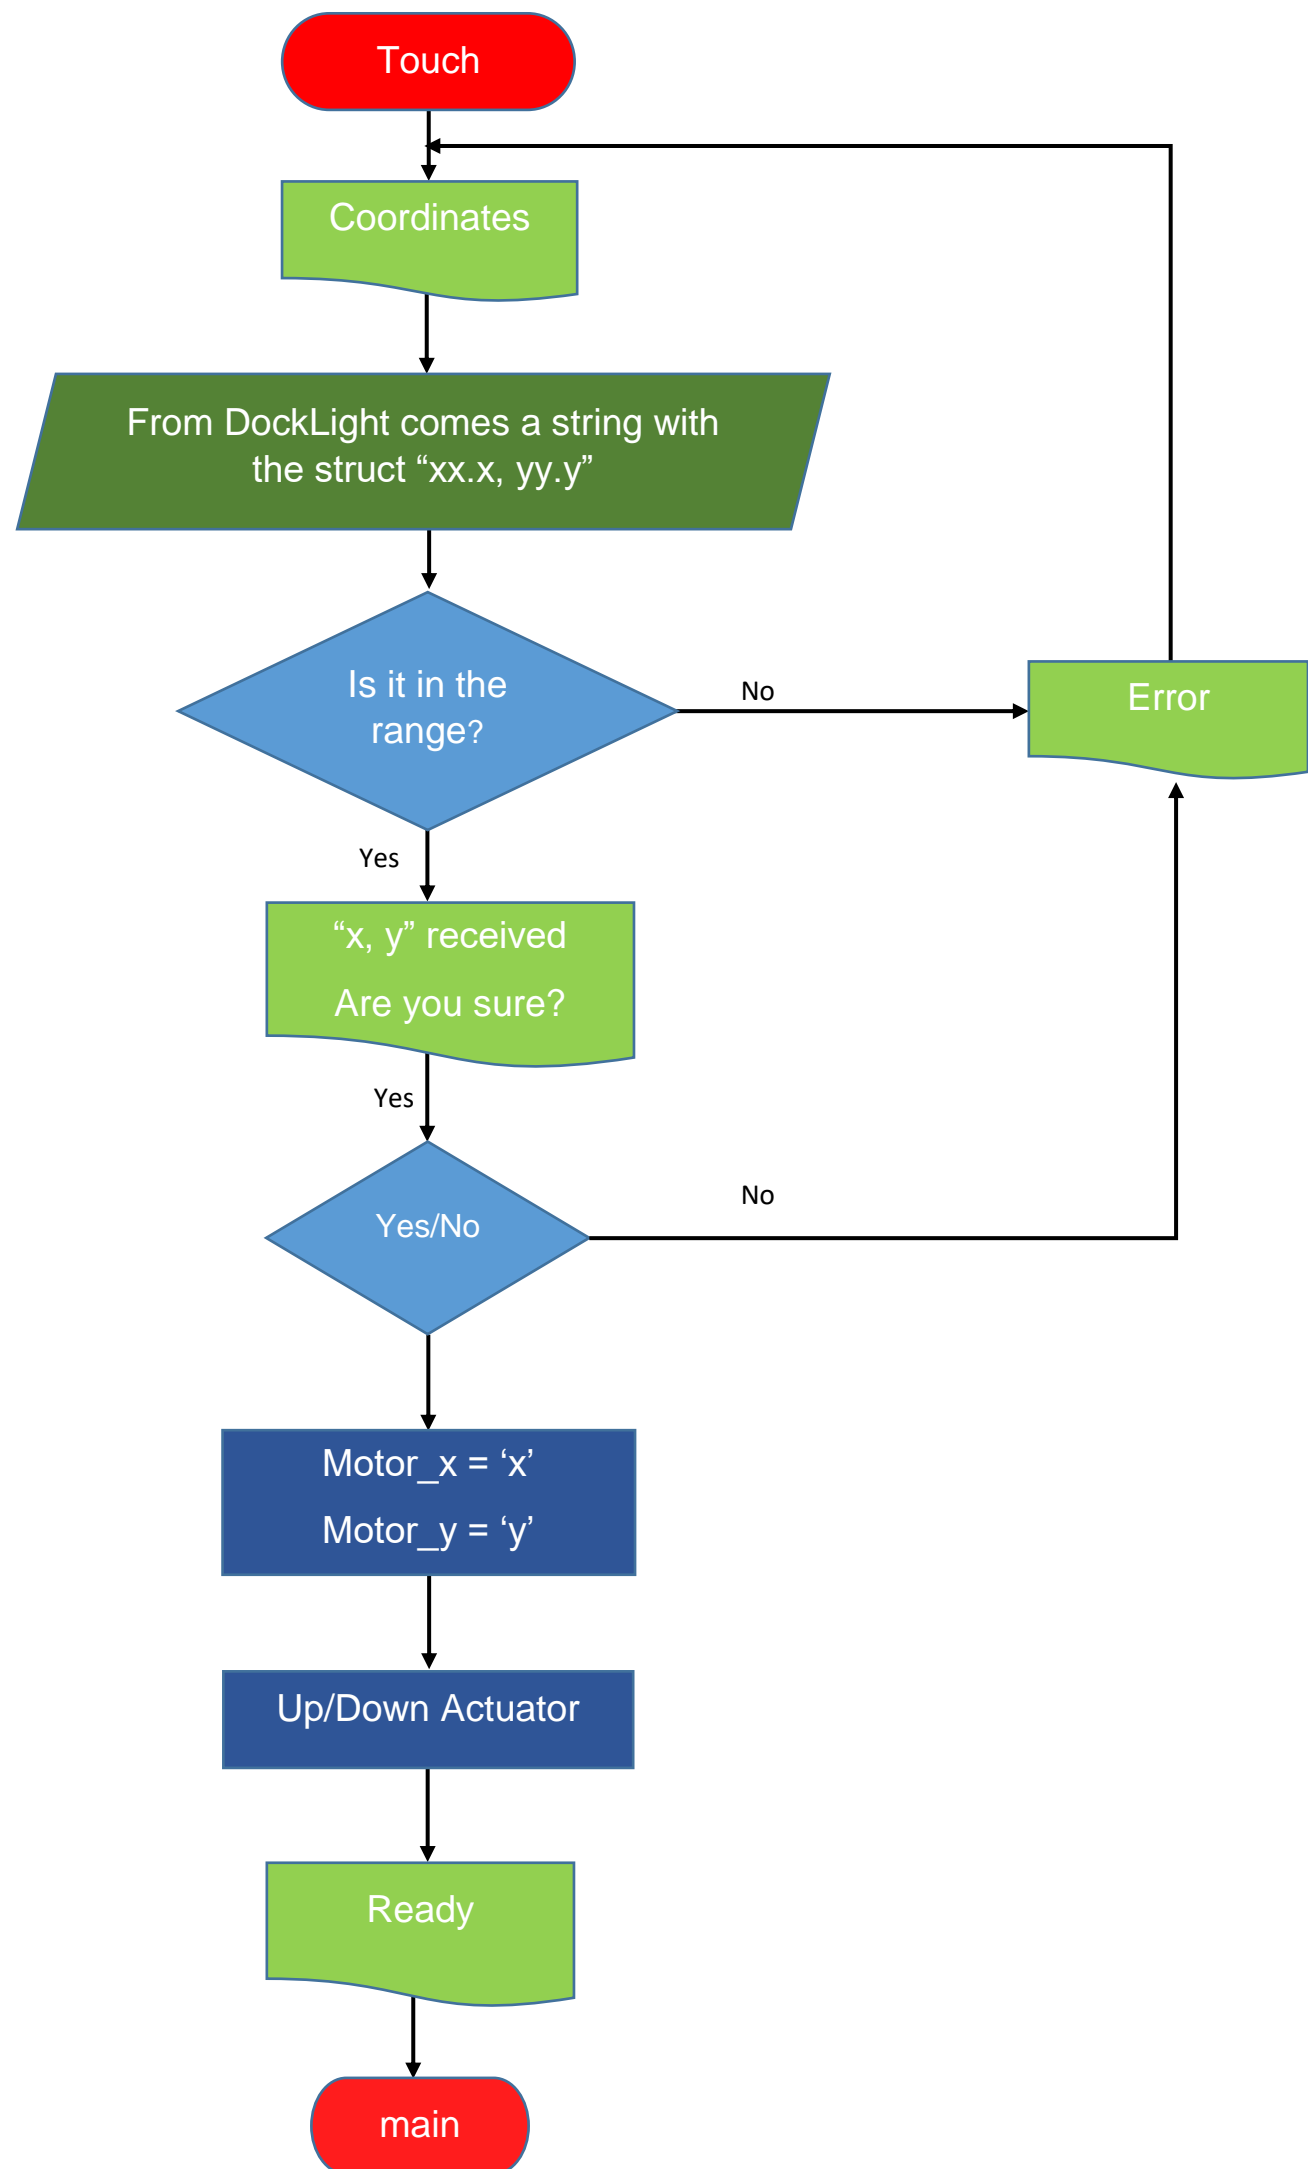 Touch
Coordinates
From DockLight comes a string with
the struct “xx.x, yy.y”
Is it in the
range?
No
Error
Yes
“x, y” received
Are you sure?
Yes
Yes/No
No
Motor_x = ‘x’
Motor_y = ‘y’
Up/Down Actuator
Ready
main